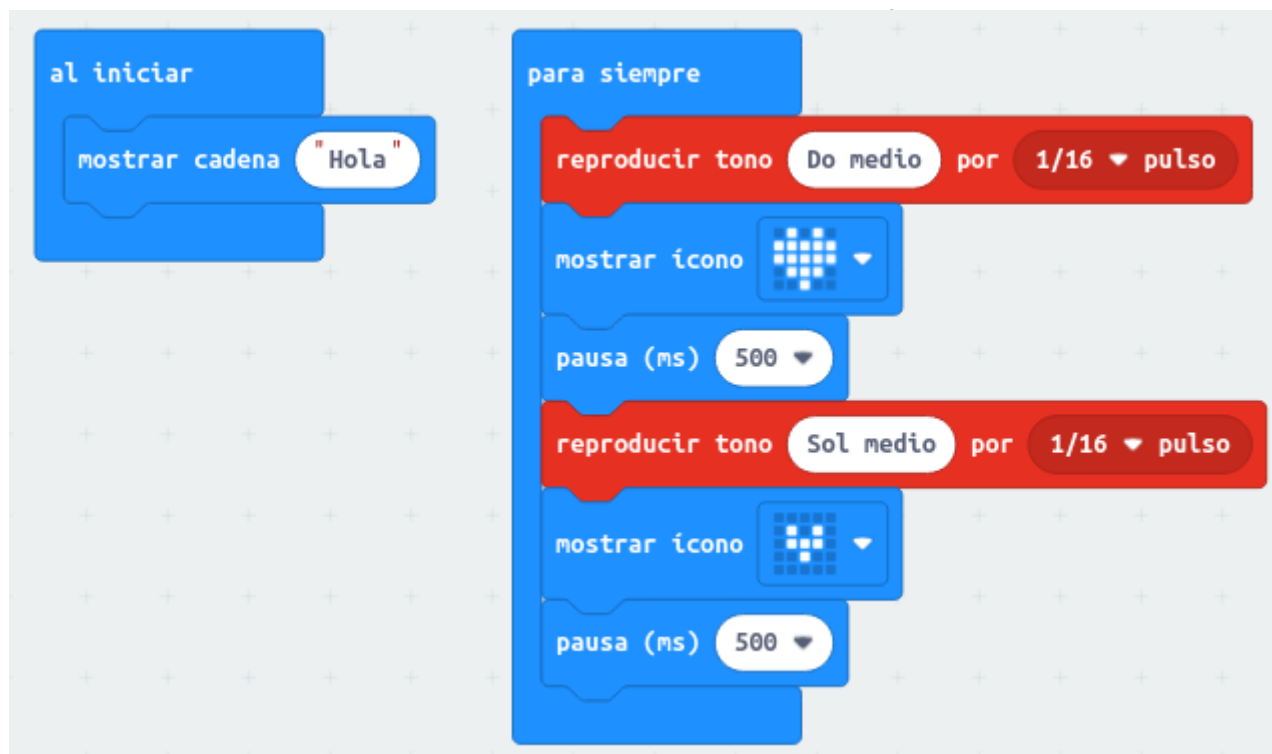 al iniciar
mostrar cadena "Hola"
para siempre
reproducir tono Do medio por 1/16 pulso
mostrar ícono
pausa (ms) 500
reproducir tono Sol medio por 1/16 pulso
mostrar ícono
pausa (ms) 500